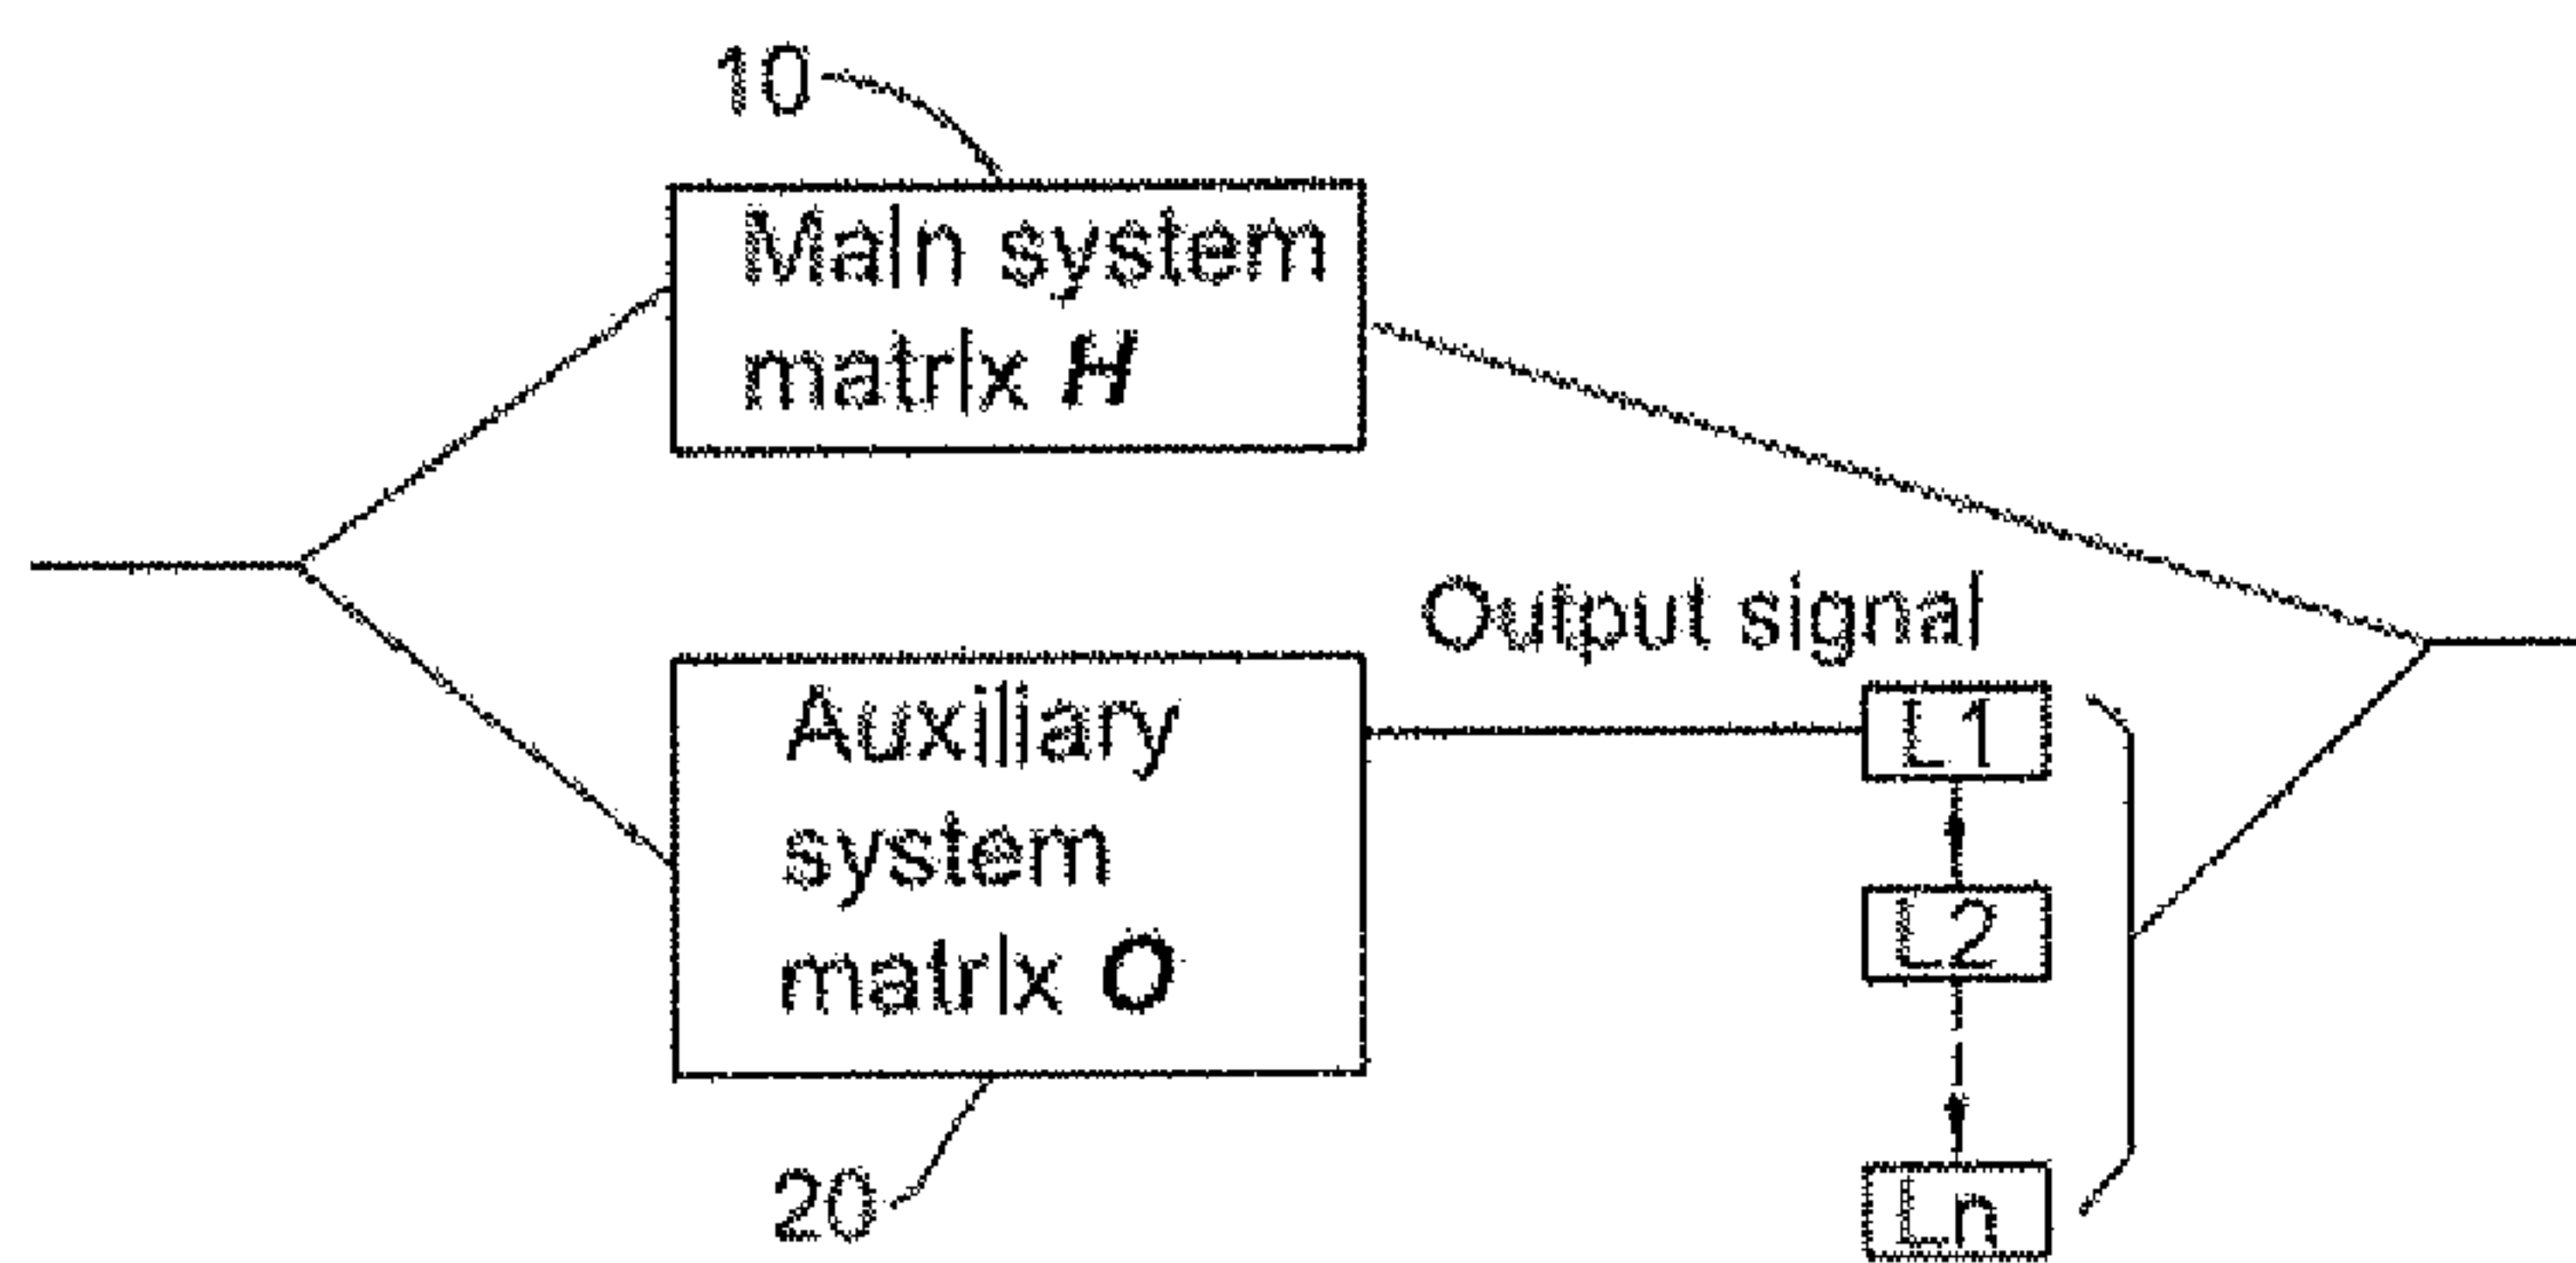 10
Main system
matrix H
Output signal
Auxiliary
system
matrix O
L1
L2
Ln
20